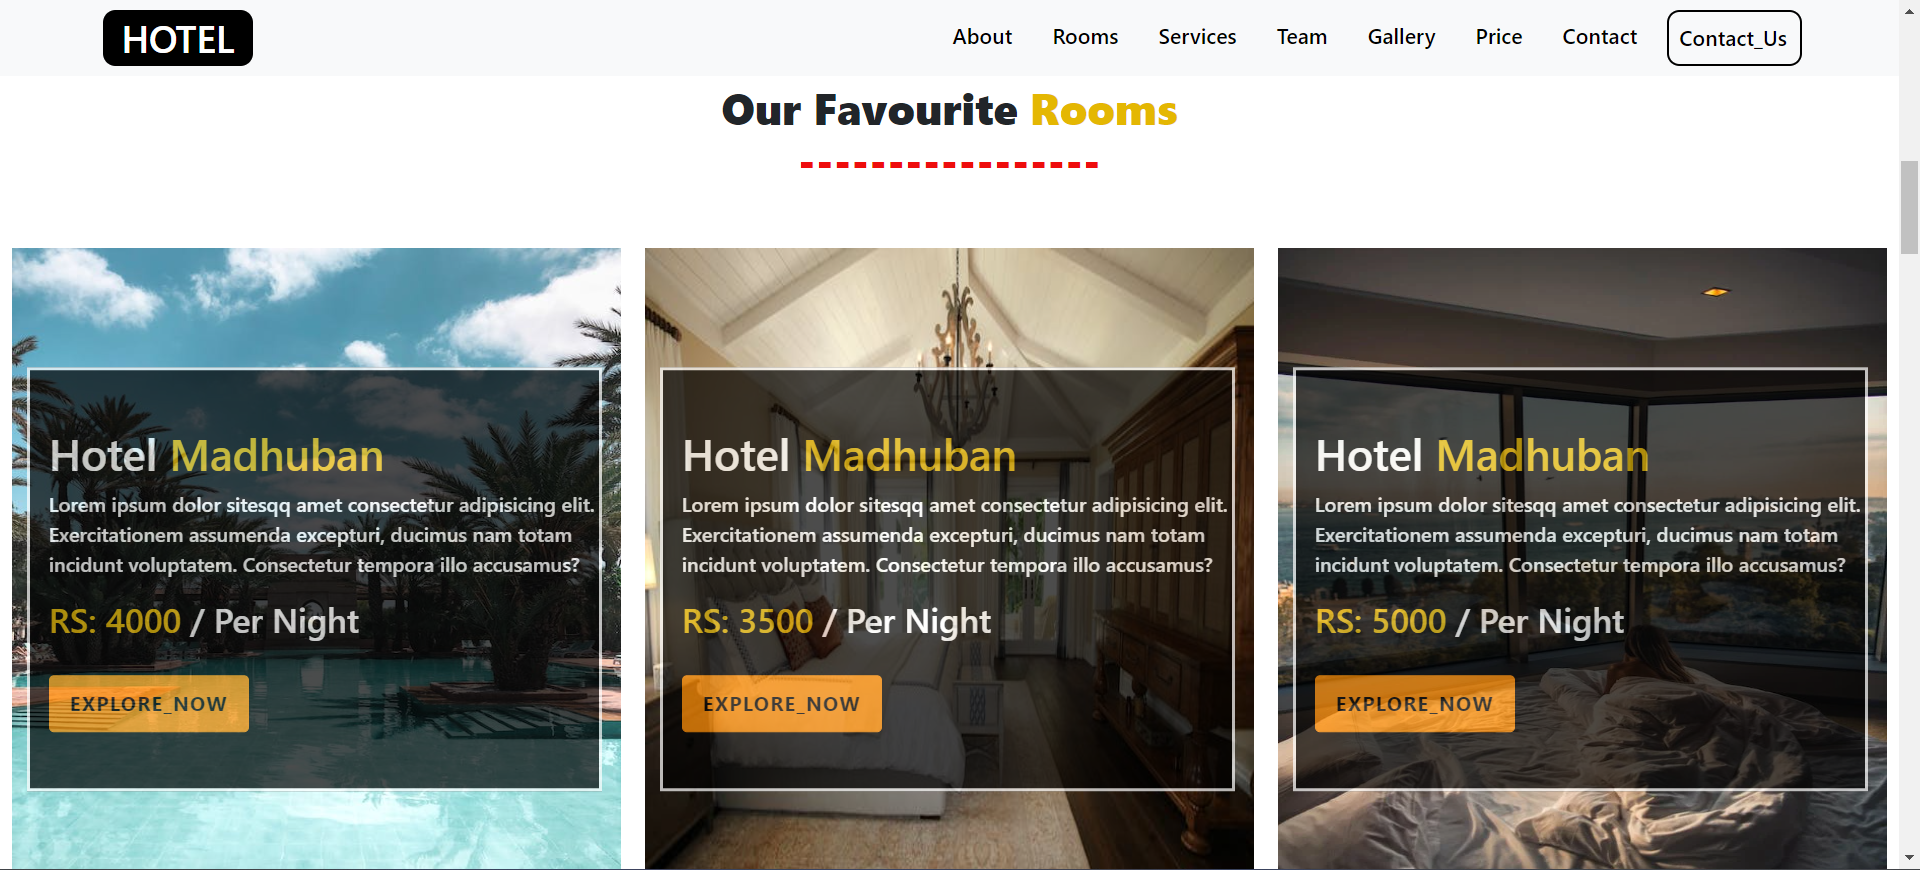 HOTEL
About Rooms Services Team Gallery Price Contact Contact_Us
Our Favourite Rooms
Hotel Madhuban
Lorem ipsum dolor sitesqq amet consectetur adipisicing elit.
Exercitationem assumenda excepturi, ducimus nam totam
incidunt voluptatem. Consectetur tempora illo accusamus?
RS: 4000 / Per Night
EXPLORE_NOW
Hotel Madhuban
Lorem ipsum dolor sitesqq amet consectetur adipisicing elit.
Exercitationem assumenda excepturi, ducimus nam totam
incidunt voluptatem. Consectetur tempora illo accusamus?
RS: 3500 / Per Night
EXPLORE_NOW
Hotel Madhuban
Lorem ipsum dolor sitesqq amet consectetur adipisicing elit.
Exercitationem assumenda excepturi, ducimus nam totam
incidunt voluptatem. Consectetur tempora illo accusamus?
RS: 5000 / Per Night
EXPLORE_NOW